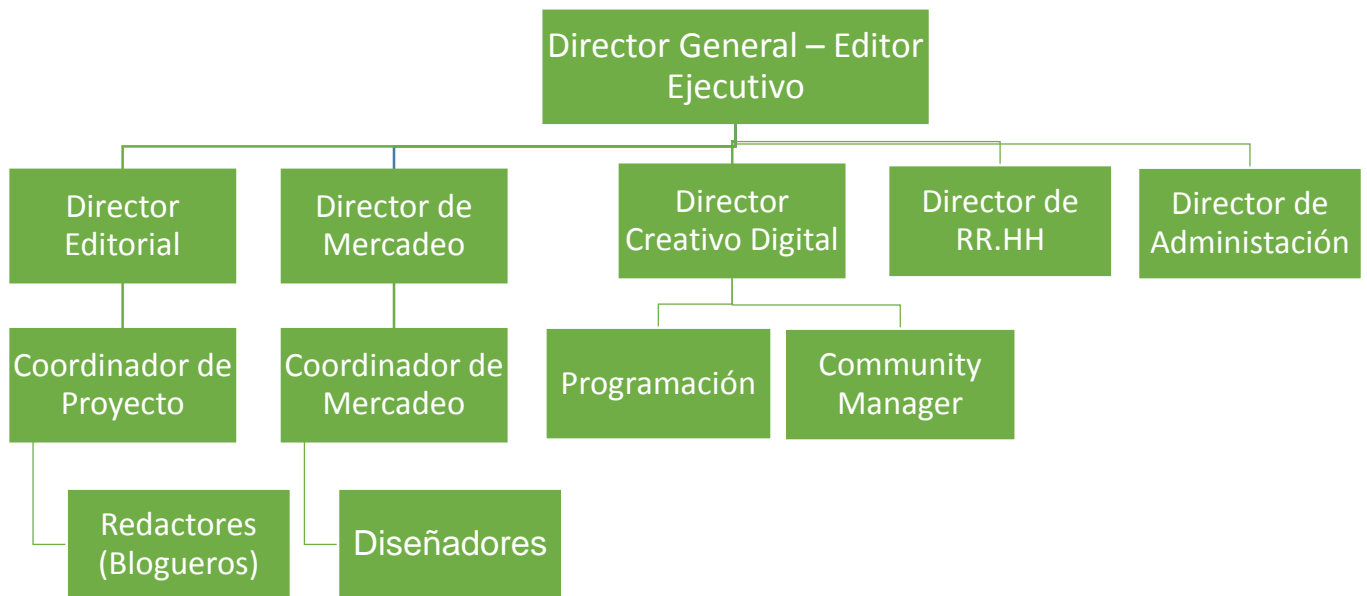 Director General – Editor
Ejecutivo
Director
Editorial
Director de
Mercadeo
Director
Creativo Digital
Director de
RR.HH
Director de
Administación
Coordinador de
Proyecto
Coordinador de
Mercadeo
Programación
Community
Manager
Redactores
(Blogueros)
Diseñadores